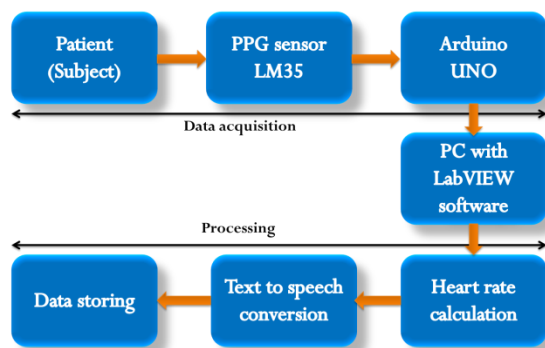 Patient
(Subject)
PPG sensor
LM35
Arduino
UNO
Data acquisition
PC with
LabVIEW
software
Processing
Data storing
Text to speech
conversion
Heart rate
calculation